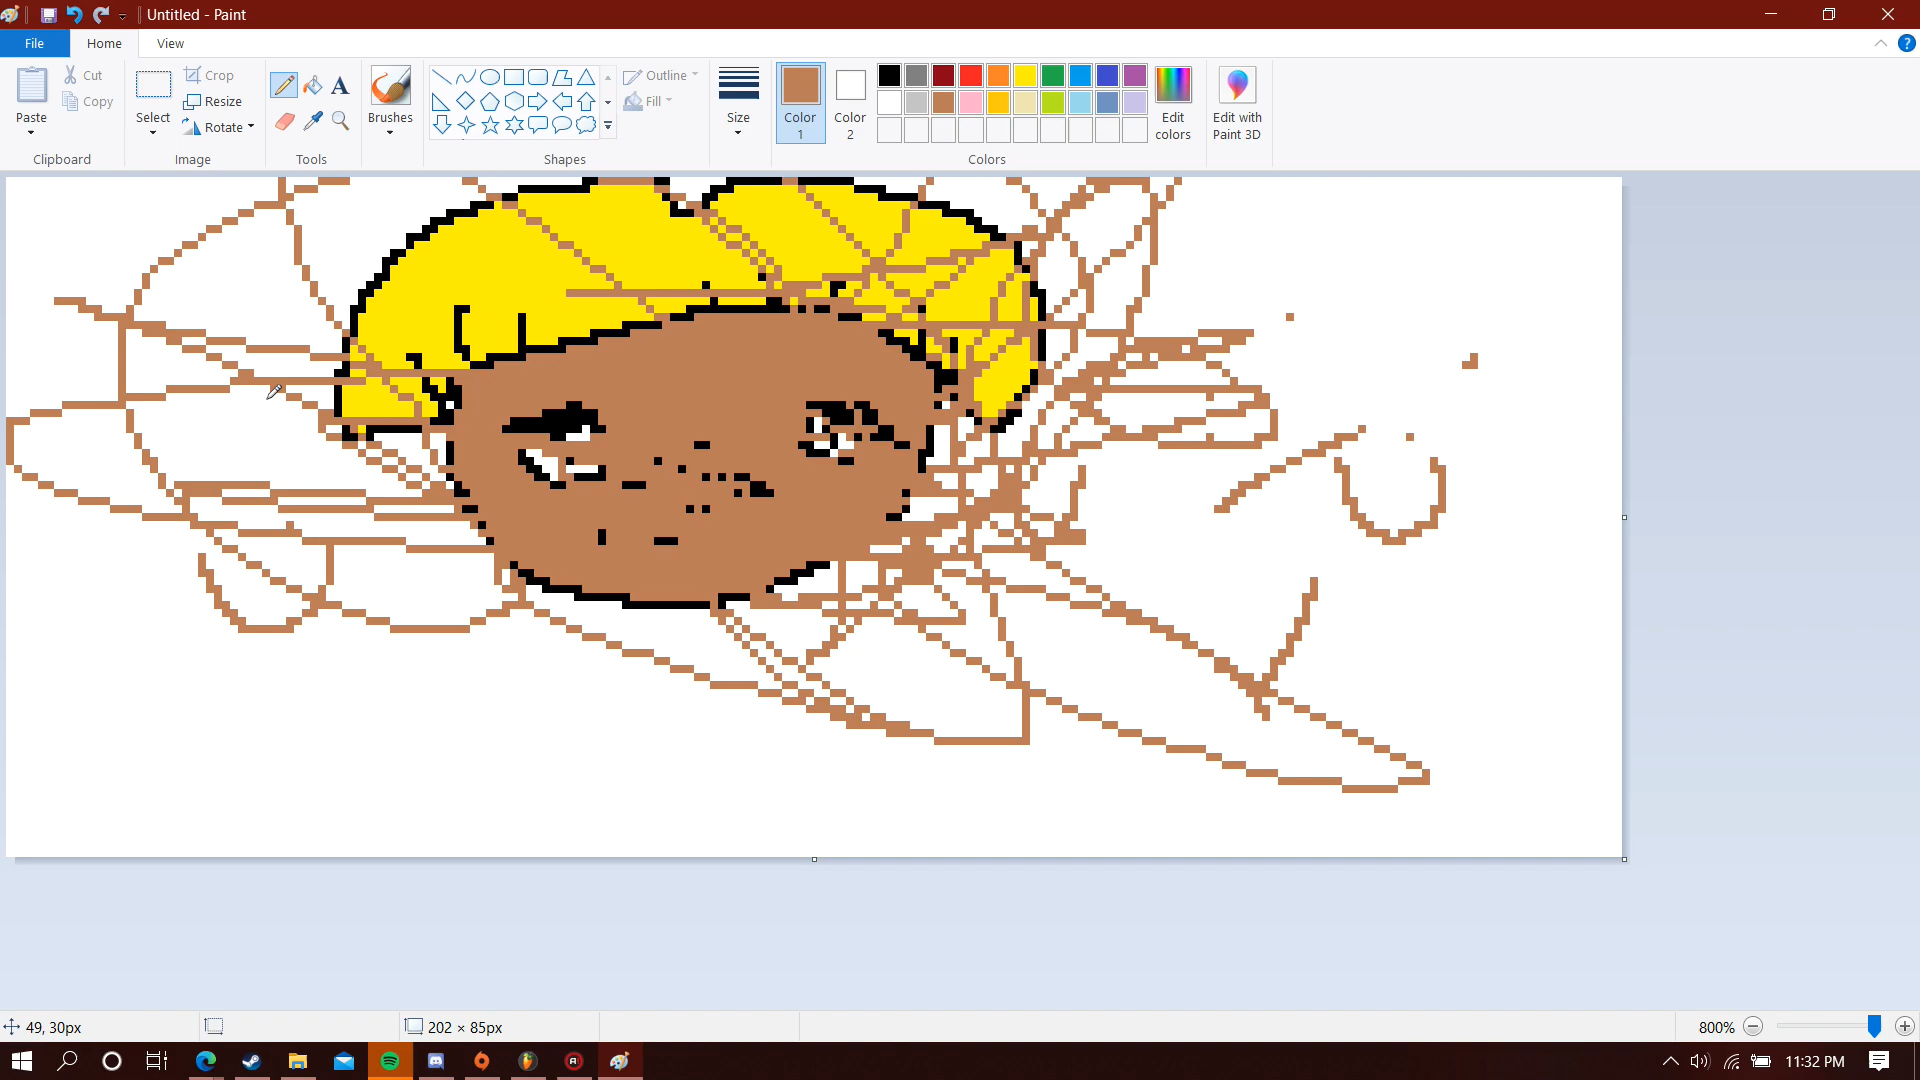 Untitled - Paint
File Home View
Paste
Cut
Copy
Clipboard
Select
Crop
Resize
Rotate
Image
A
Tools
Brushes
Shapes
Outline
Fill
Size
Color 1
Color 2
Colors
Edit colors
Edit with Paint 3D
?
49, 30px
202 × 85px
800%
11:32 PM